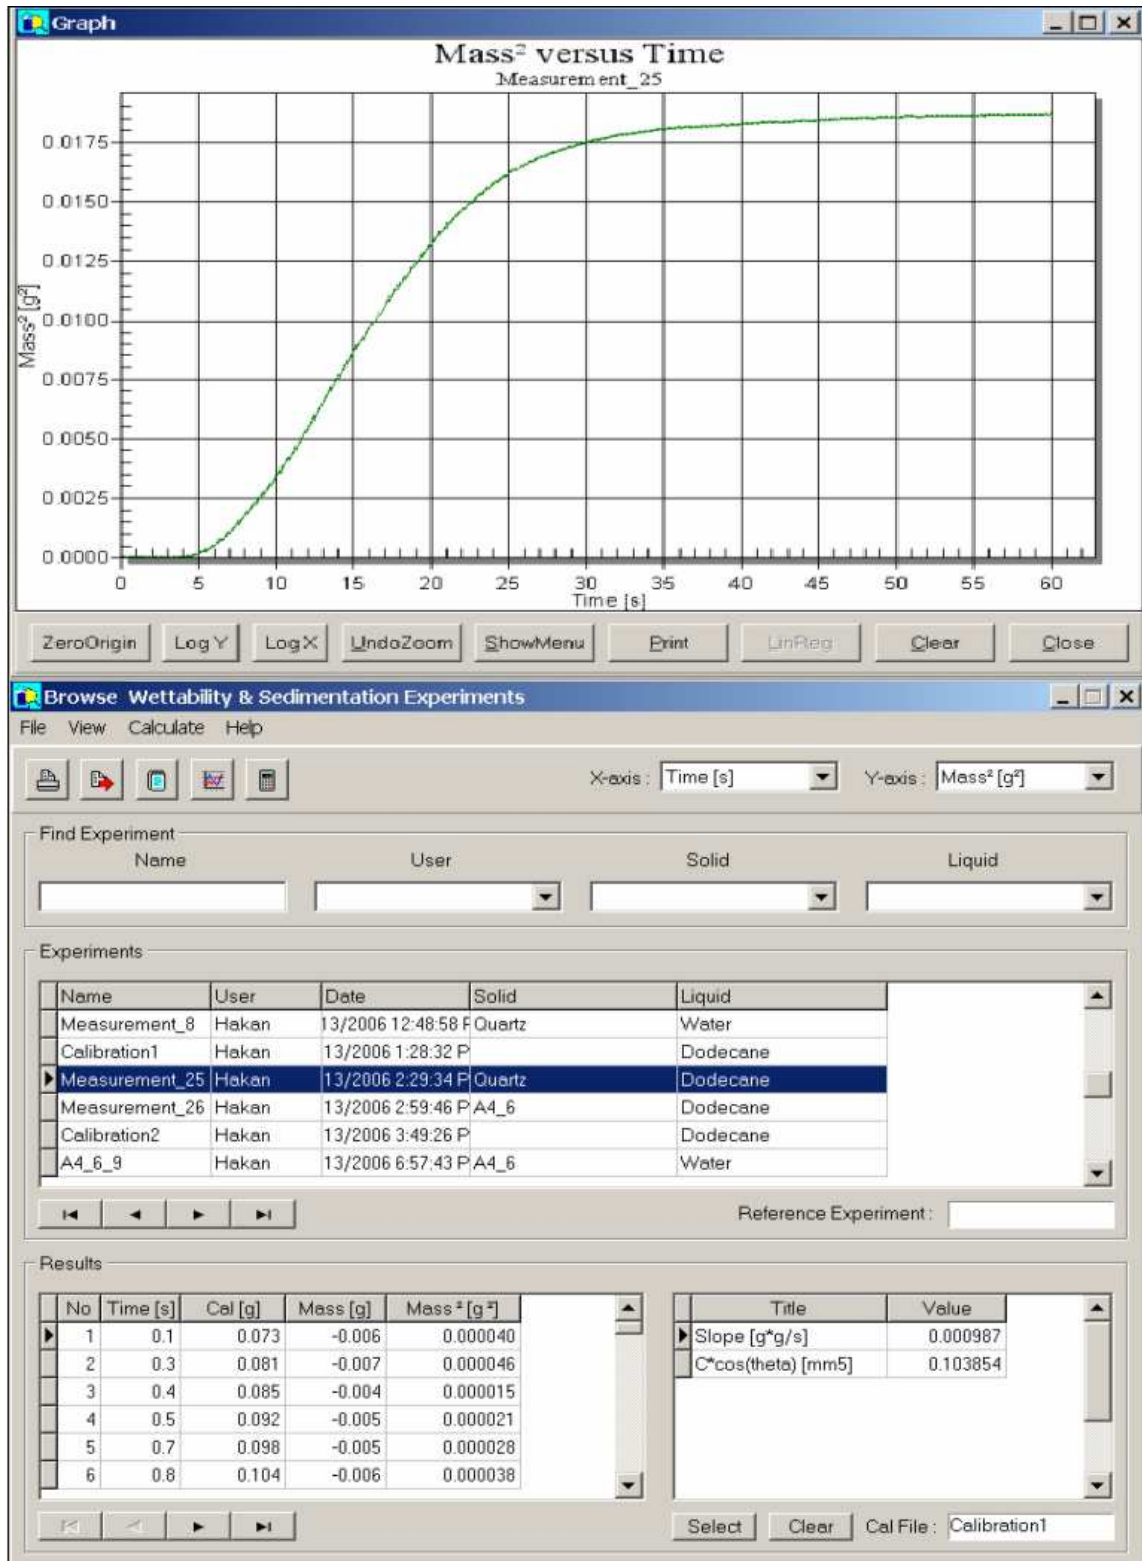 Graph
Mass² versus Time
Measurement_25
0.0175
0.0150
0.0125
0.0100
0.0075
0.0050
0.0025
0.0000
Mass² [g²]
0 5 10 15 20 25 30 35 40 45 50 55 60
Time [s]
ZeroOrigin Log Y Log X UndoZoom ShowMenu Print LinReg Clear Close
Browse Wettability & Sedimentation Experiments
File View Calculate Help
X-axis : Time [s] Y-axis : Mass² [g²]
Find Experiment
Name User Solid Liquid
Experiments
Name User Date Solid Liquid
Measurement_8 Hakan 13/2006 12:48:58 P Quartz Water
Calibration1 Hakan 13/2006 1:28:32 P Dodecane
Measurement_25 Hakan 13/2006 2:29:34 P Quartz Dodecane
Measurement_26 Hakan 13/2006 2:59:46 P A4_6 Dodecane
Calibration2 Hakan 13/2006 3:49:26 P Dodecane
A4_6_9 Hakan 13/2006 6:57:43 P A4_6 Water
Reference Experiment :
Results
No Time [s] Cal [g] Mass [g] Mass ² [g ²] Title Value
1 0.1 0.073 -0.006 0.000040 Slope [g*g/s] 0.000987
2 0.3 0.081 -0.007 0.000046 C*cos(theta) [mm5] 0.103854
3 0.4 0.085 -0.004 0.000015
4 0.5 0.092 -0.005 0.000021
5 0.7 0.098 -0.005 0.000028
6 0.8 0.104 -0.006 0.000038
Select Clear Cal File : Calibration1